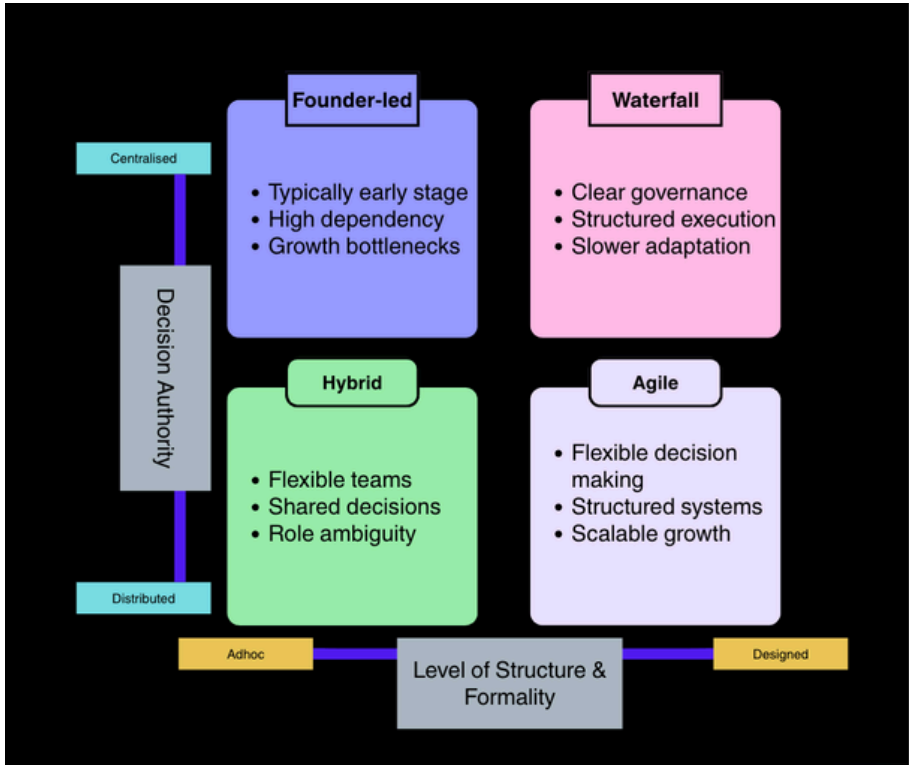 Founder-led
• Typically early stage
• High dependency
• Growth bottlenecks
Waterfall
• Clear governance
• Structured execution
• Slower adaptation
Centralised
Decision Authority
Distributed
Hybrid
• Flexible teams
• Shared decisions
• Role ambiguity
Agile
• Flexible decision
making
• Structured systems
• Scalable growth
Adhoc
Level of Structure &
Formality
Designed